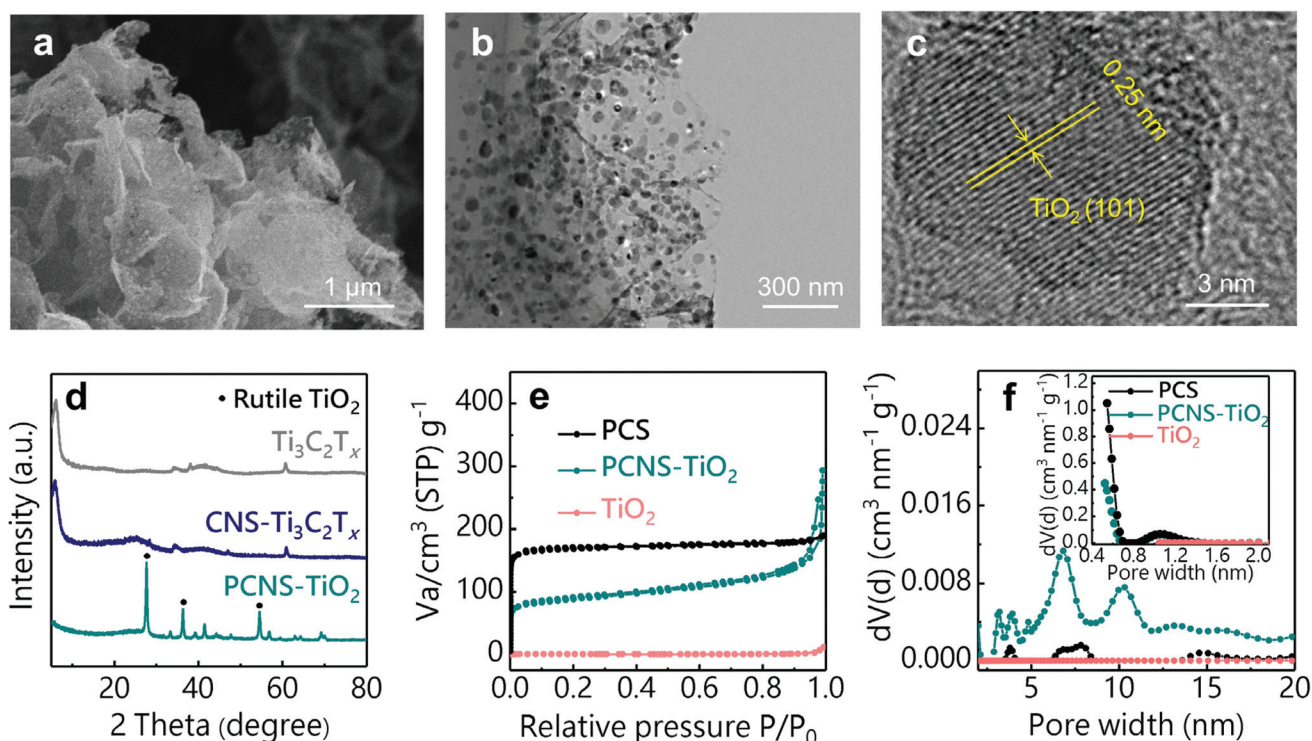 a
1 μm
b
300 nm
c
0.25 nm
TiO2 (101)
3 nm
d
• Rutile TiO2
Ti3C2Tx
CNS-Ti3C2Tx
PCNS-TiO2
Intensity (a.u.)
20 40 60 80
2 Theta (degree)
e
400
300
200
100
0
PCS
PCNS-TiO2
TiO2
Va/cm³ (STP) g⁻¹
0.0 0.2 0.4 0.6 0.8 1.0
Relative pressure P/P0
f
0.024
0.016
0.008
0.000
dV(d) (cm³ nm⁻¹ g⁻¹)
5 10 15 20
Pore width (nm)
1.2
1.0
0.8
0.6
0.4
0.2
0.0
dV(d) (cm³ nm⁻¹ g⁻¹)
PCS
PCNS-TiO2
TiO2
0.4 0.8 1.2 1.6 2.0
Pore width (nm)